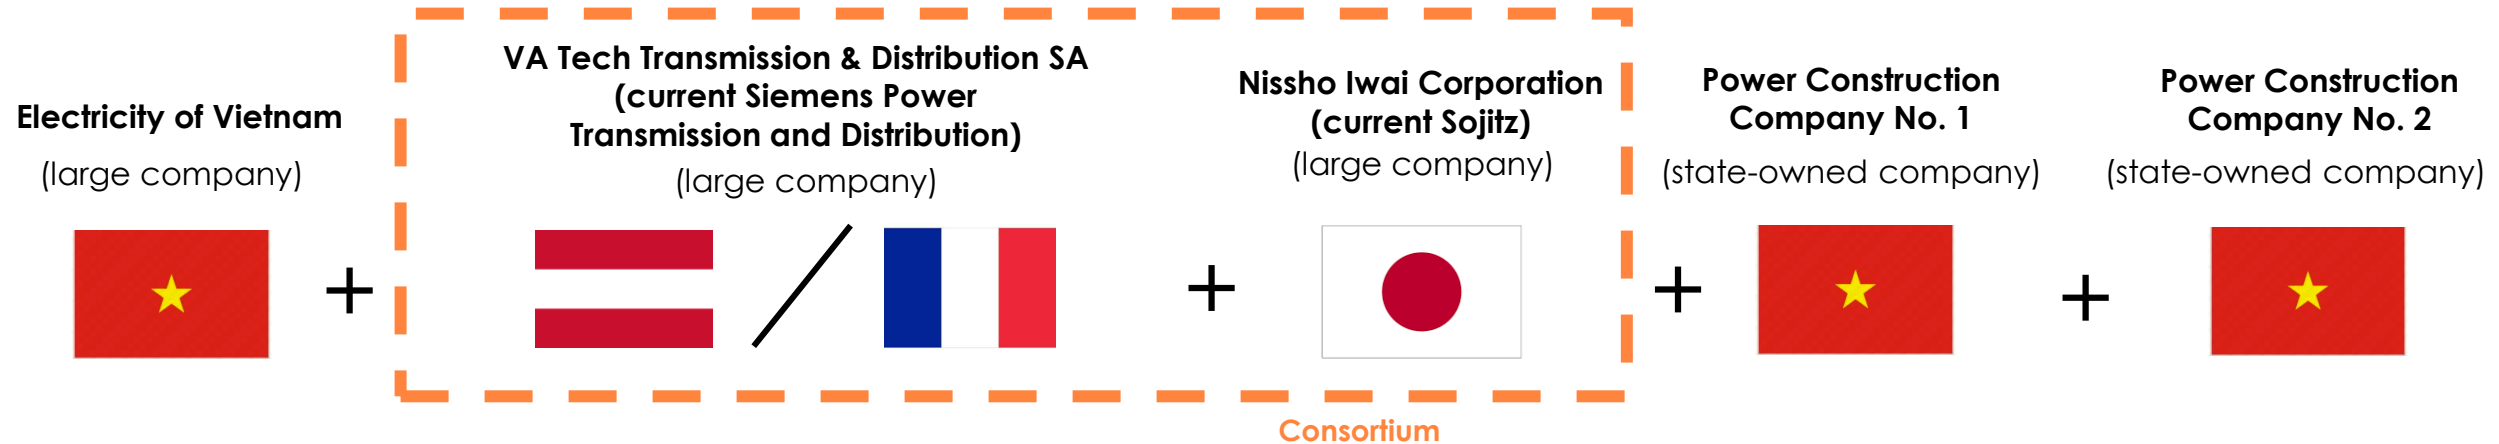 Electricity of Vietnam
(large company)
VA Tech Transmission & Distribution SA
(current Siemens Power
Transmission and Distribution)
(large company)
Nissho Iwai Corporation
(current Sojitz)
(large company)
Power Construction
Company No. 1
(state-owned company)
Power Construction
Company No. 2
(state-owned company)
+
/
+
+
+
Consortium